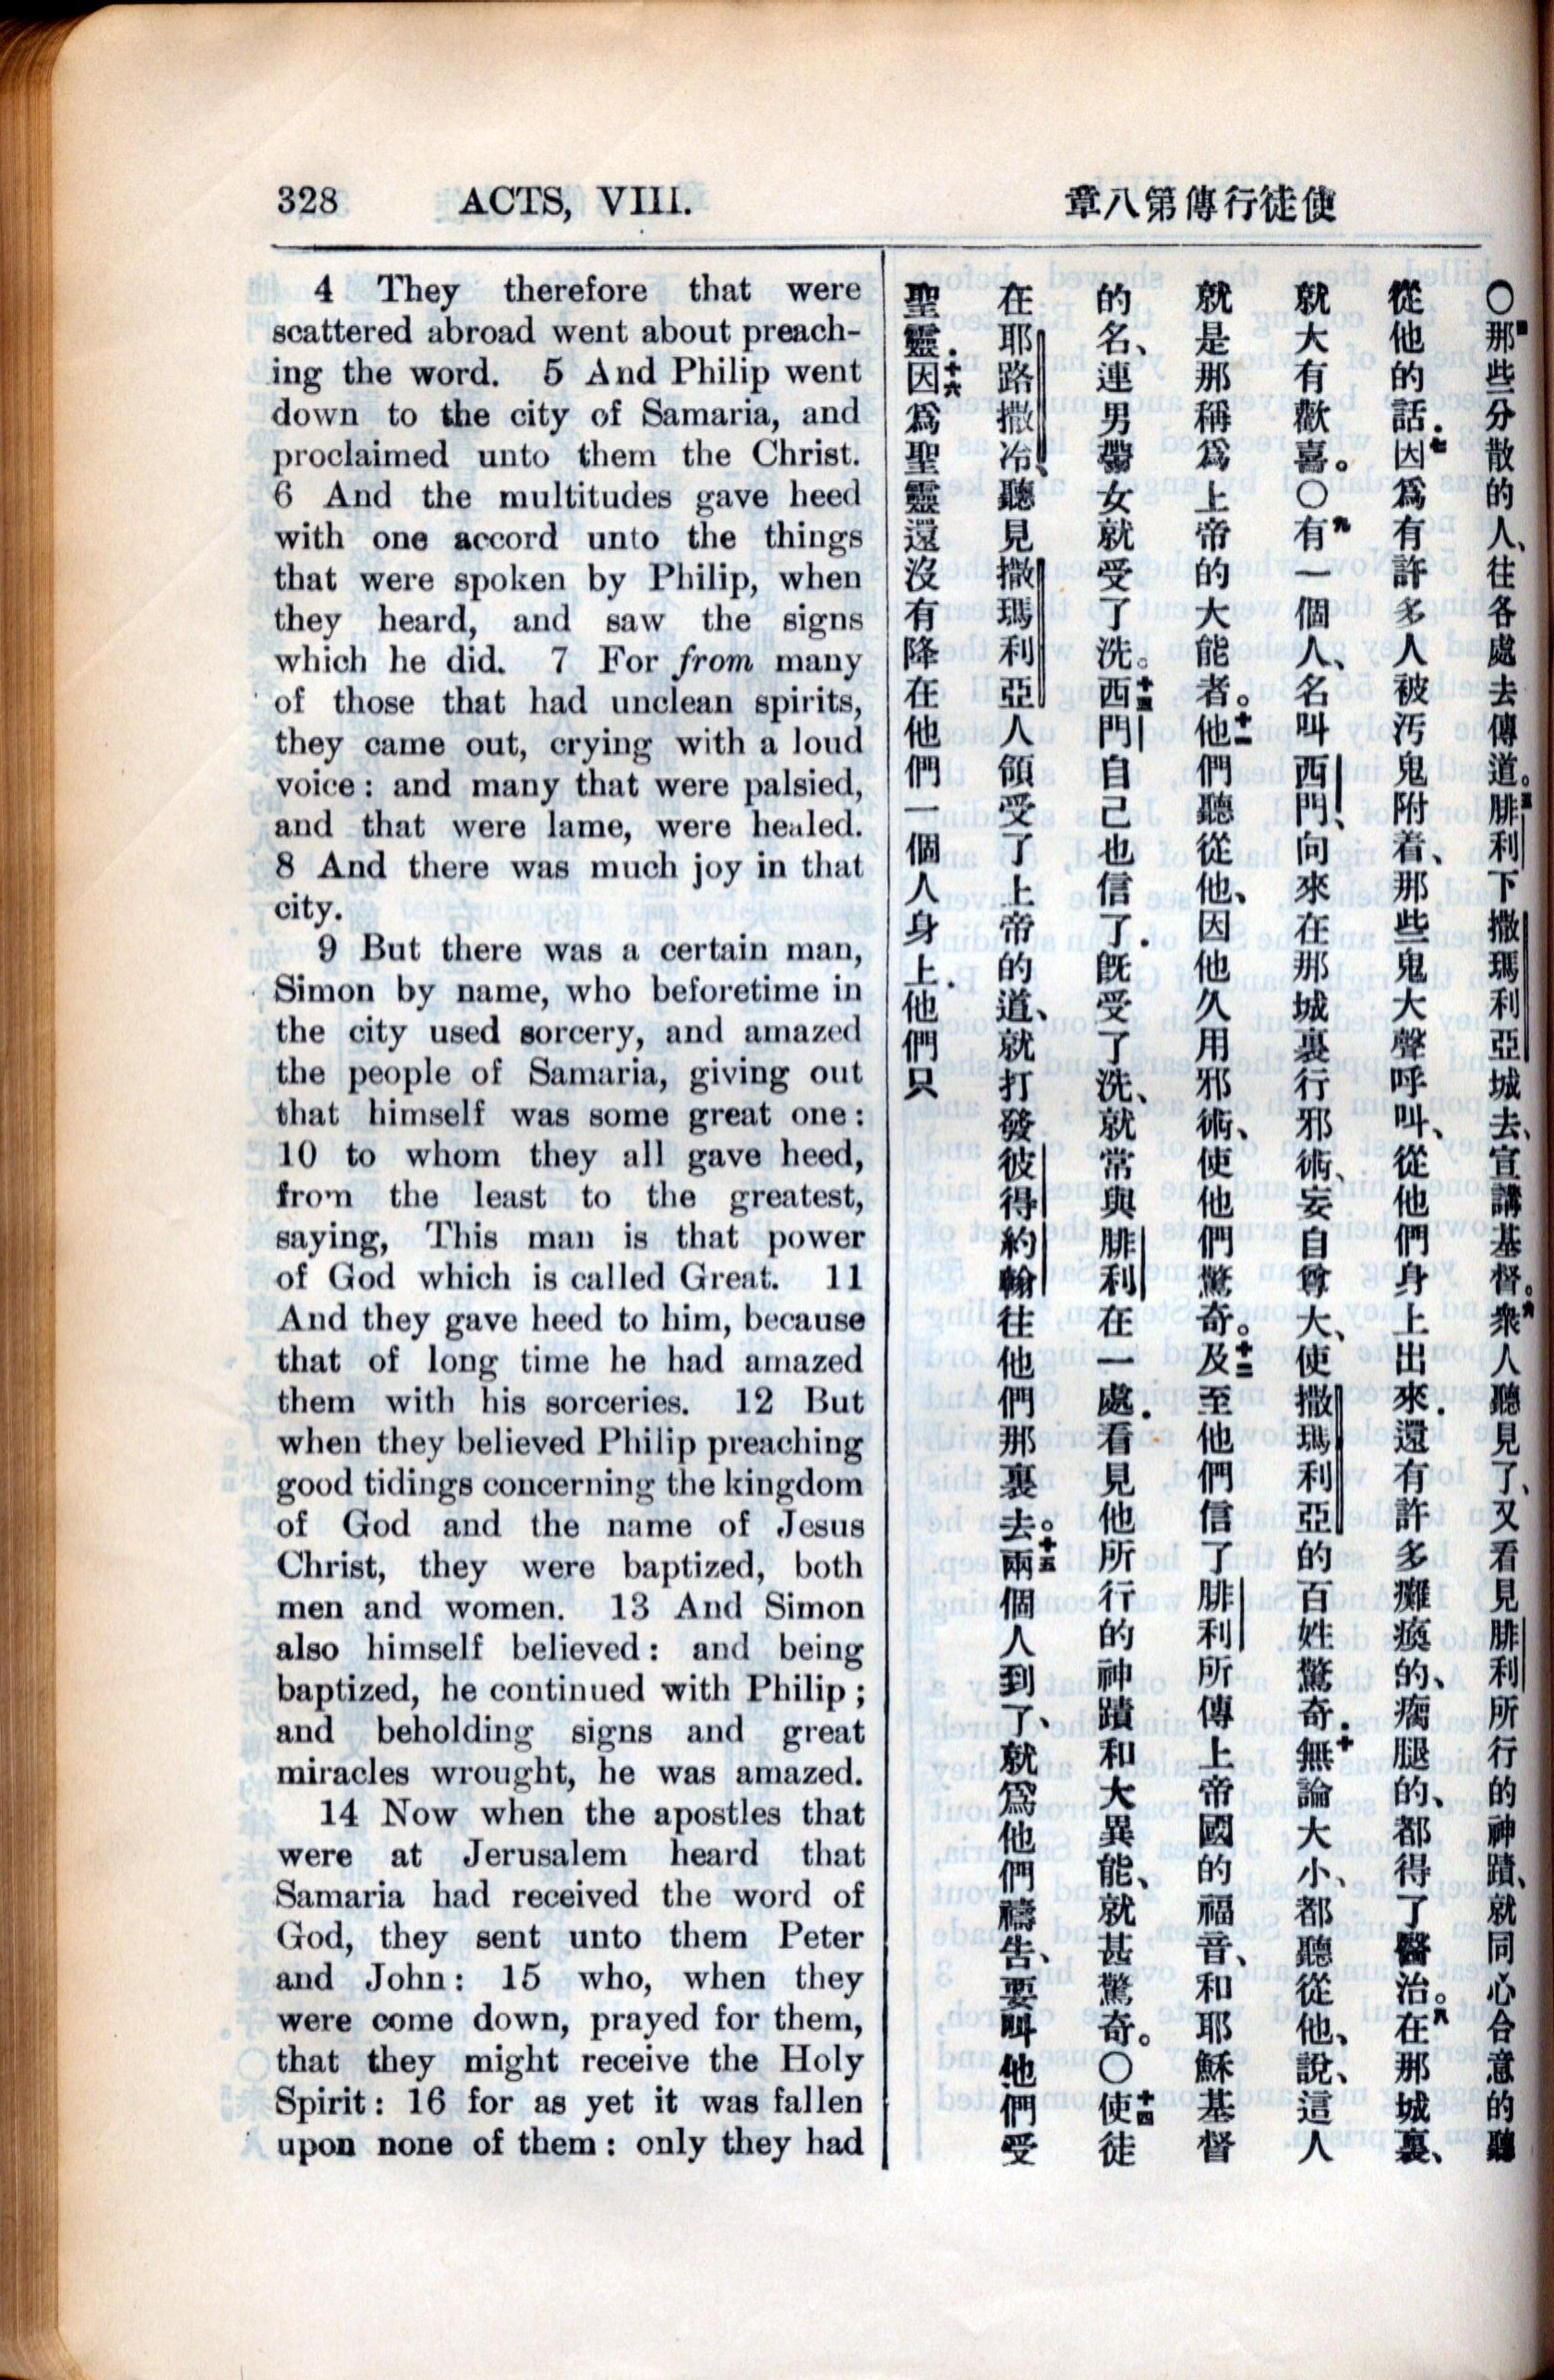 328 ACTS, VIII.
4 They therefore that were
scattered abroad went about preach-
ing the word. 5 And Philip went
down to the city of Samaria, and
proclaimed unto them the Christ.
6 And the multitudes gave heed
with one accord unto the things
that were spoken by Philip, when
they heard, and saw the signs
which he did. 7 For from many
of those that had unclean spirits,
they came out, crying with a loud
voice : and many that were palsied,
and that were lame, were healed.
8 And there was much joy in that
city.
9 But there was a certain man,
Simon by name, who beforetime in
the city used sorcery, and amazed
the people of Samaria, giving out
that himself was some great one :
10 to whom they all gave heed,
from the least to the greatest,
saying, This man is that power
of God which is called Great. 11
And they gave heed to him, because
that of long time he had amazed
them with his sorceries. 12 But
when they believed Philip preaching
good tidings concerning the kingdom
of God and the name of Jesus
Christ, they were baptized, both
men and women. 13 And Simon
also himself believed : and being
baptized, he continued with Philip ;
and beholding signs and great
miracles wrought, he was amazed.
14 Now when the apostles that
were at Jerusalem heard that
Samaria had received the word of
God, they sent unto them Peter
and John : 15 who, when they
were come down, prayed for them,
that they might receive the Holy
Spirit : 16 for as yet it was fallen
upon none of them : only they had
使徒行傳第八章
〇四那些分散的人、往各處去傳道。五腓利下撒瑪利亞城去、宣講基督。六衆人聽見了、又看見腓利所行的神蹟、就同心合意的聽
從他的話．七因爲有許多人被汚鬼附着、那些鬼大聲呼叫、從他們身上出來．還有許多癱瘓的、瘸腿的、都得了醫治。八在那城裏、
就大有歡喜。〇九有一個人、名叫西門、向來在那城裏行邪術、妄自尊大、使撒瑪利亞的百姓驚奇．十無論大小、都聽從他、說、這人
就是那稱爲上帝的大能者。十一他們聽從他、因他久用邪術、使他們驚奇。十二及至他們信了腓利所傳上帝國的福音、和耶穌基督
的名、連男帶女就受了洗。十三西門自己也信了．旣受了洗、就常與腓利在一處．看見他所行的神蹟和大異能、就甚驚奇。〇十四使徒
在耶路撒冷、聽見撒瑪利亞人領受了上帝的道、就打發彼得約翰往他們那裏去。十五兩個人到了、就爲他們禱告、要叫他們受
聖靈．十六因爲聖靈還沒有降在他們一個人身上．他們只